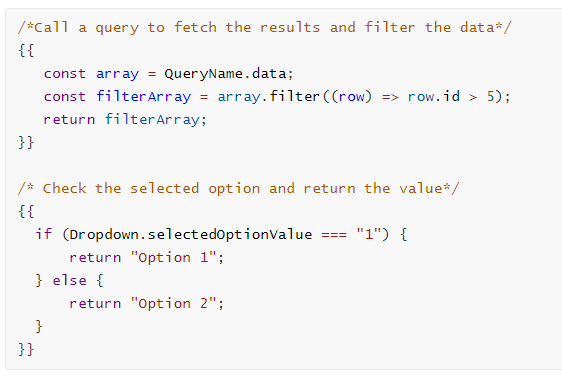 /*Call a query to fetch the results and filter the data*/
{{
   const array = QueryName.data;
   const filterArray = array.filter((row) => row.id > 5);
   return filterArray;
}}

/* Check the selected option and return the value*/
{{
  if (Dropdown.selectedOptionValue === "1") {
      return "Option 1";
  } else {
      return "Option 2";
  }
}}